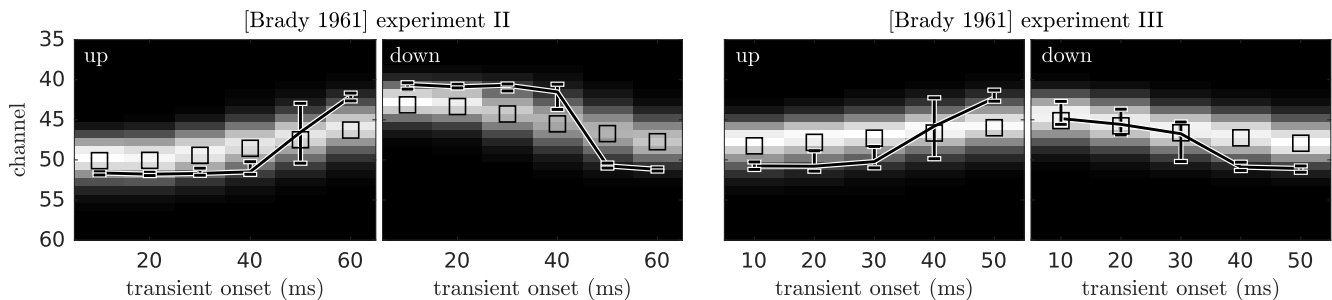 [Brady 1961] experiment II
[Brady 1961] experiment III
channel
35
40
45
50
55
60
up
down
up
down
20 40 60
20 40 60
10 20 30 40 50
10 20 30 40 50
transient onset (ms)
transient onset (ms)
transient onset (ms)
transient onset (ms)